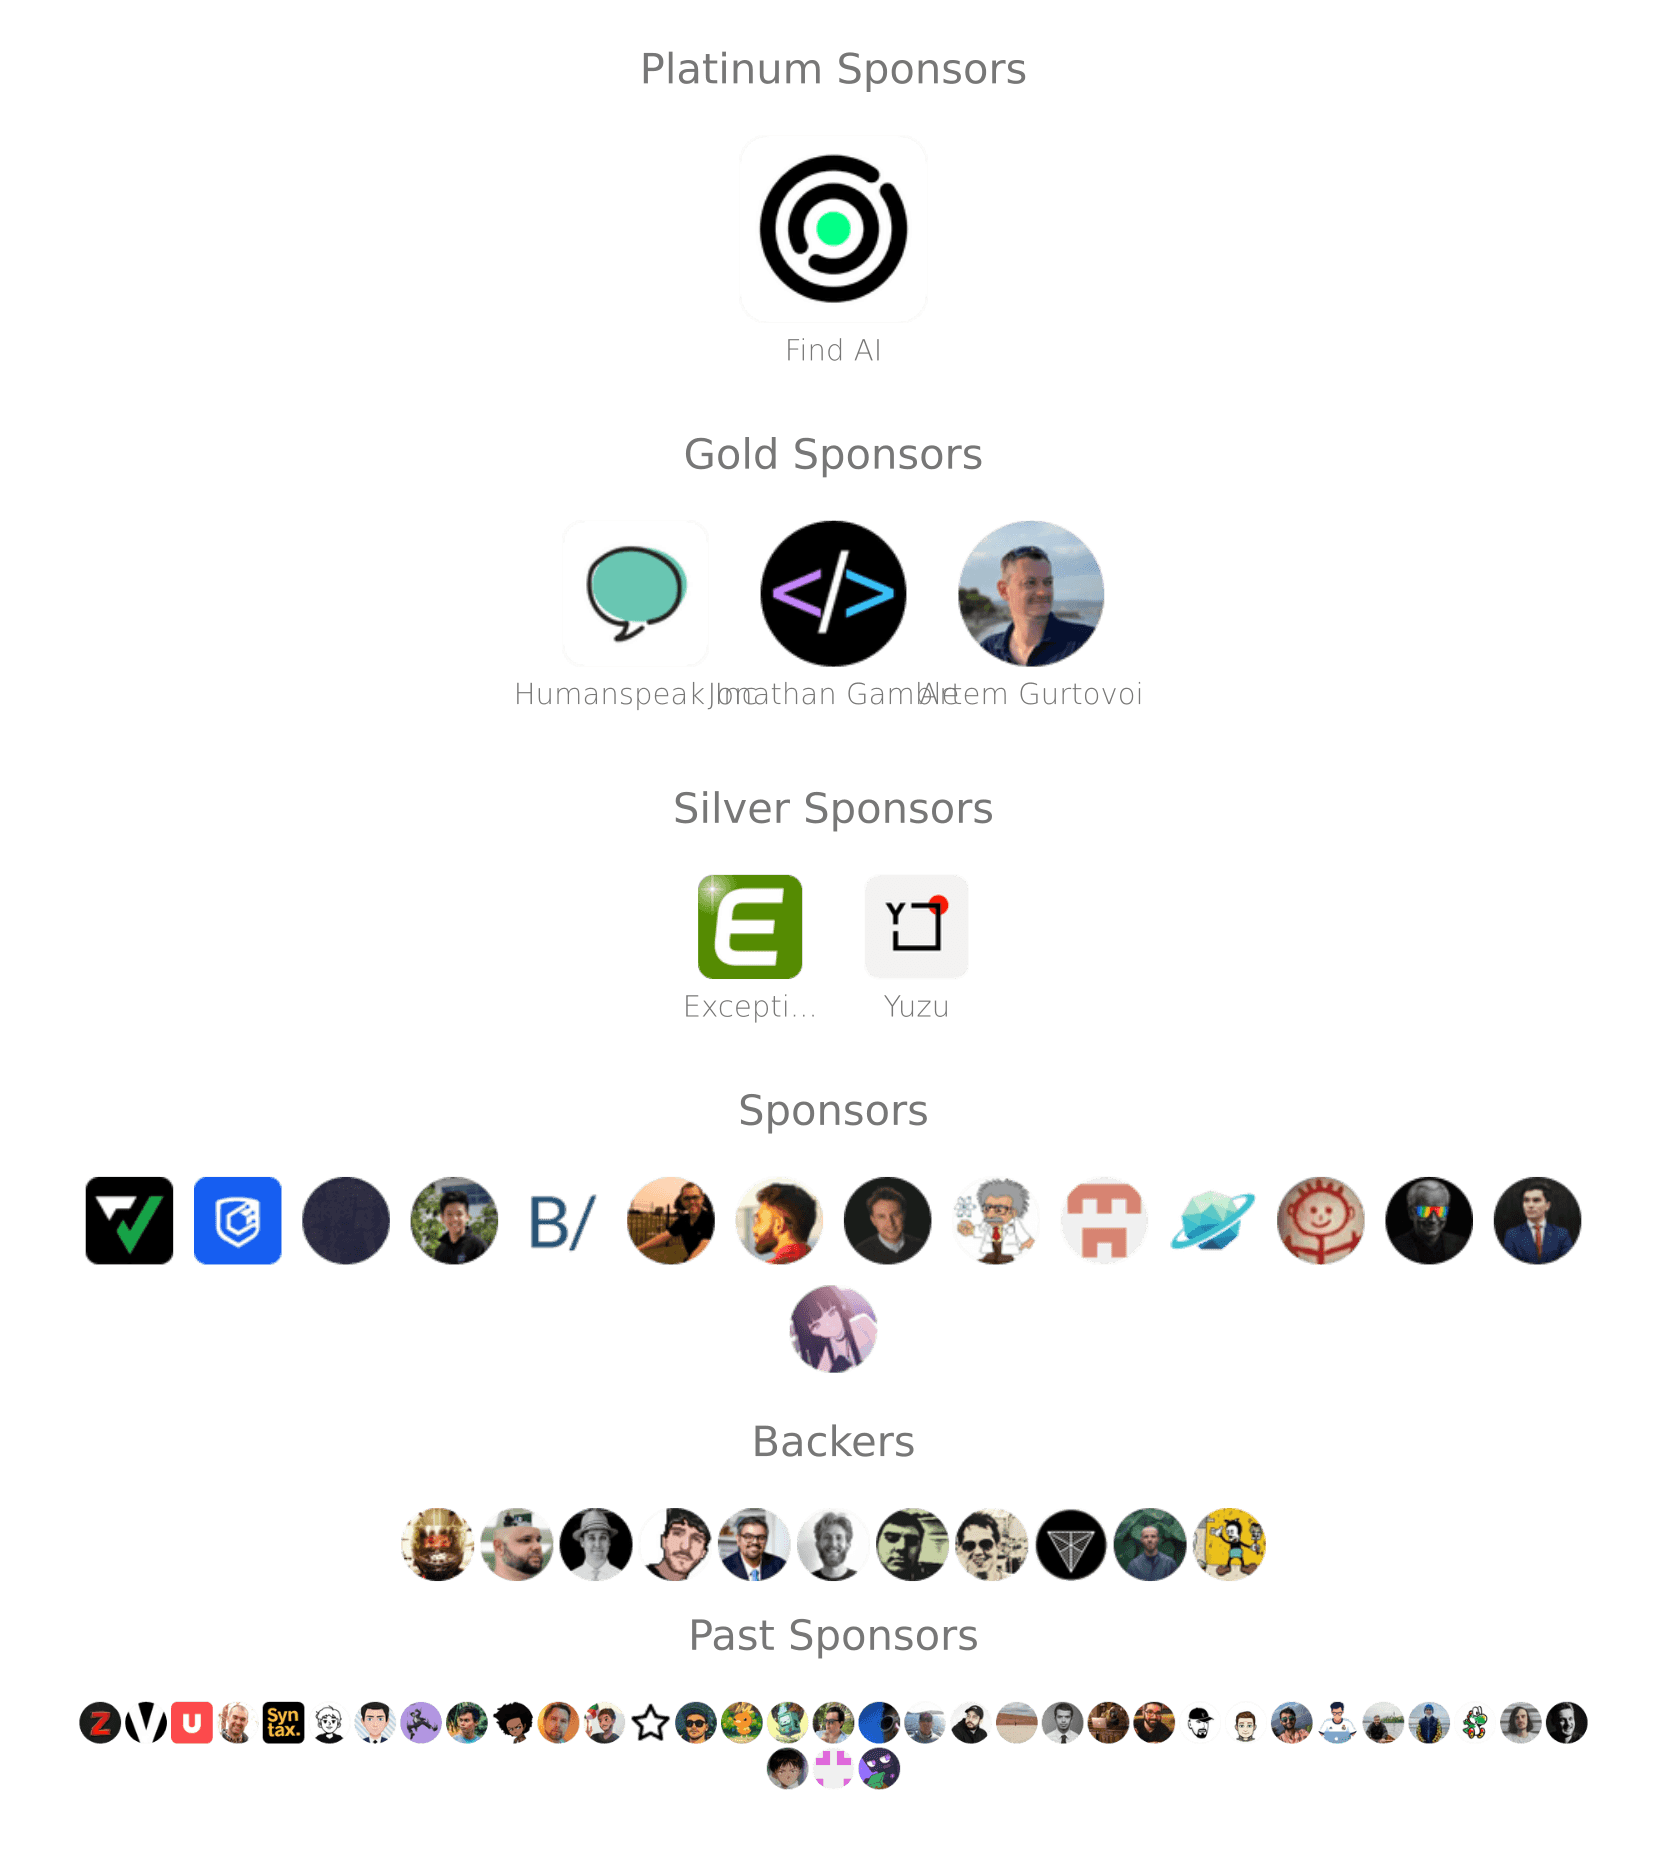 Platinum Sponsors
Find AI
Gold Sponsors
Humanspeak Inc Jonathan Gamble Artem Gurtovoi
Silver Sponsors
E
Y
Excepti... Yuzu
Sponsors
B/
Backers
Past Sponsors
Z V U Syn
tax.